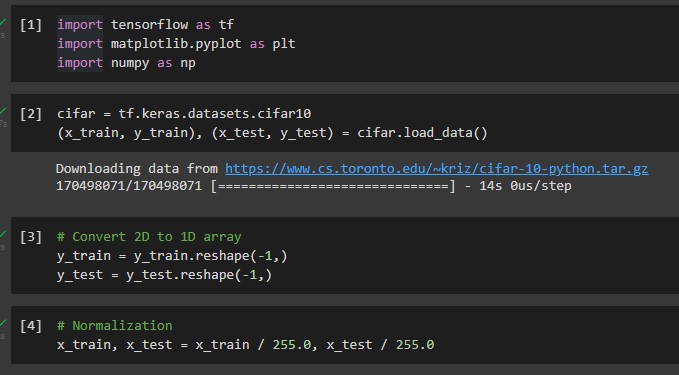 [1] import tensorflow as tf
import matplotlib.pyplot as plt
import numpy as np
[2] cifar = tf.keras.datasets.cifar10
(x_train, y_train), (x_test, y_test) = cifar.load_data()
Downloading data from https://www.cs.toronto.edu/~kriz/cifar-10-python.tar.gz
170498071/170498071 [==============================] - 14s 0us/step
[3] # Convert 2D to 1D array
y_train = y_train.reshape(-1,)
y_test = y_test.reshape(-1,)
[4] # Normalization
x_train, x_test = x_train / 255.0, x_test / 255.0